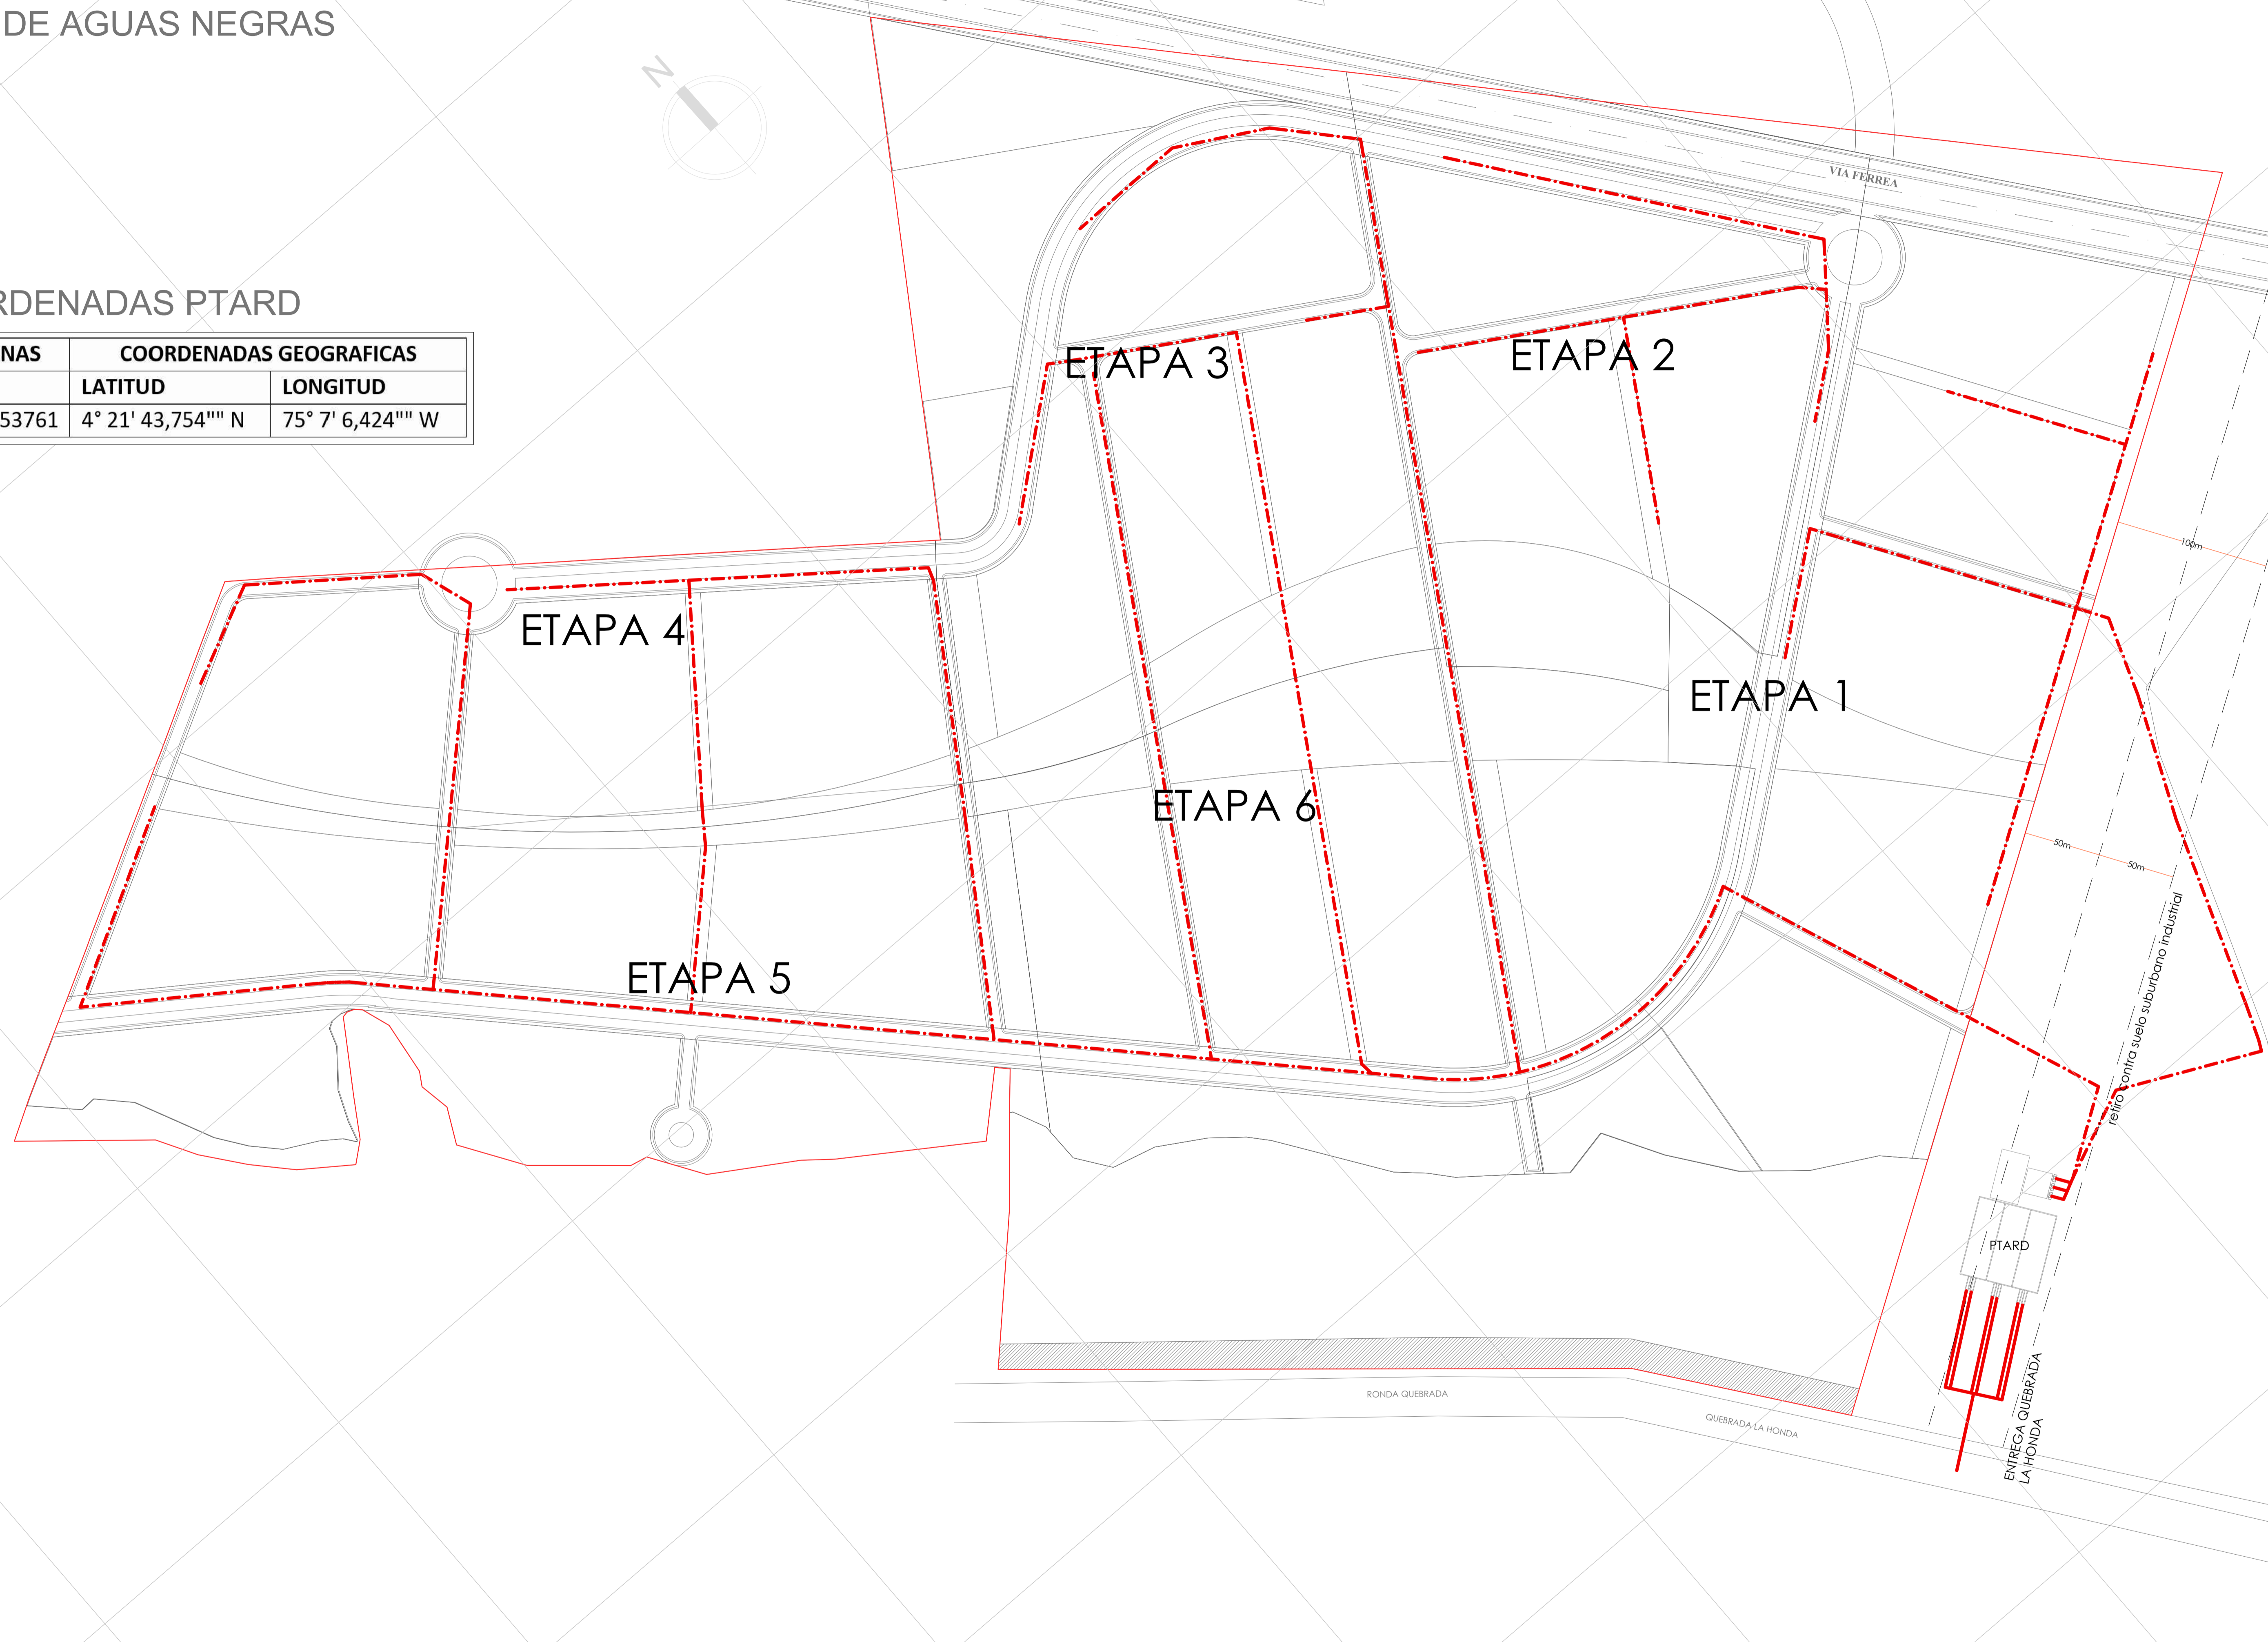 DE AGUAS NEGRAS
N
VIA FERREA
RDENADAS PTARD
NAS COORDENADAS GEOGRAFICAS
LATITUD LONGITUD
53761 4° 21' 43,754"" N 75° 7' 6,424"" W
ETAPA 3
ETAPA 2
100m
ETAPA 4
ETAPA 1
ETAPA 6
50m
50m
ETAPA 5
retiro contra suelo suburbano industrial
PTARD
RONDA QUEBRADA
QUEBRADA LA HONDA
ENTREGA QUEBRADA
LA HONDA